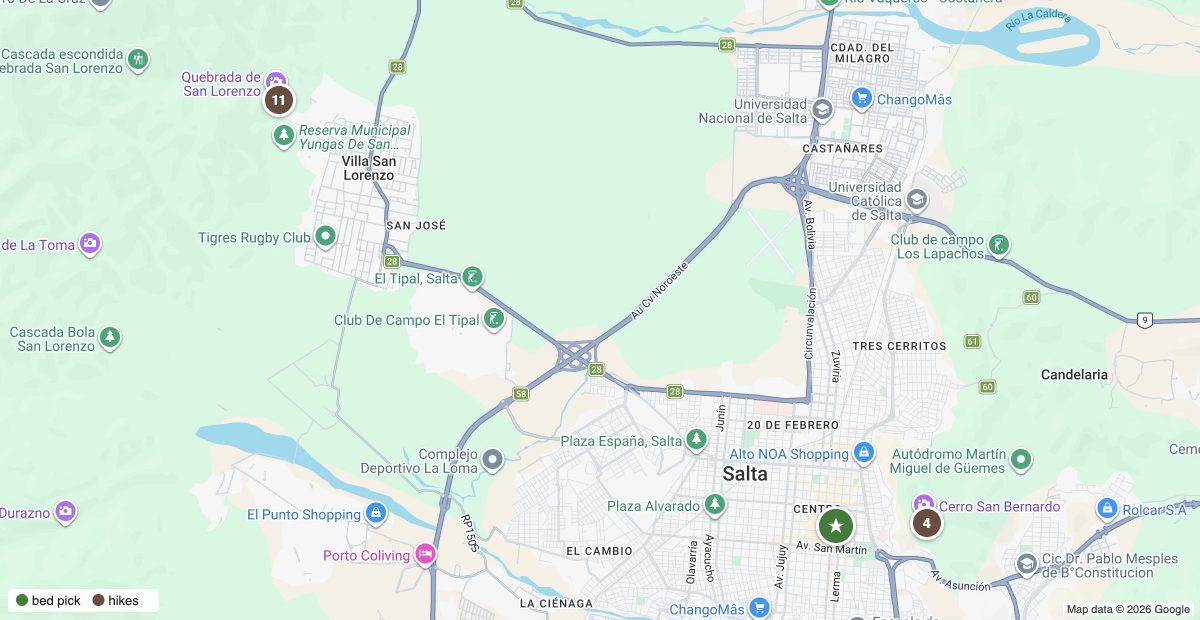 28
Río La Caldera
CDAD. DEL
MILAGRO
28
Cascada escondida
28
Quebrada de
San Lorenzo
11
ChangoMâs
Universidad
Nacional de Salta
Reserva Municipal
Yungas De San...
CASTAÑARES
Villa San
Lorenzo
Universidad
Católica
de Salta
SAN JOSÉ
Av. Bolivia
Tigres Rugby Club
de La Toma
Club de campo
Los Lapachos
28
El Tipal, Salta
Au. Cv Noroeste
60
Club De Campo El Tipal
Circunvalación
9
Cascada Bola
San Lorenzo
TRES CERRITOS
61
Zuviría
28
Candelaria
58
28
60
Junín
20 DE FEBRERO
Plaza España, Salta
Alto NOA Shopping
Complejo
Deportivo La Loma
Autódromo Martín
Miguel de Güemes
Salta
Durazno
El Punto Shopping
Plaza Alvarado
Cerro San Bernardo
4
Rolcar S.A
RP150S
EL CAMBIO
Av. San Martín
Porto Coliving
Olavarría
Ayacucho
Av. Jujuy
Lerma
Av. Asunción
Cic Dr. Pablo Mesples
de B°Constitucion
bed pick
hikes
LA CIÉNAGA
ChangoMâs
Map data © 2026 Google